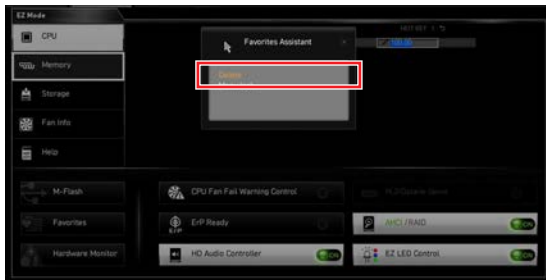 EZ Mode
CPU
Memory
Storage
Fan Info
Help
Favorites Assistant
Delete
M-Flash
Favorites
Hardware Monitor
CPU Fan Fail Warning Control
ErP Ready
HD Audio Controller
AHCI /RAID
EZ LED Control